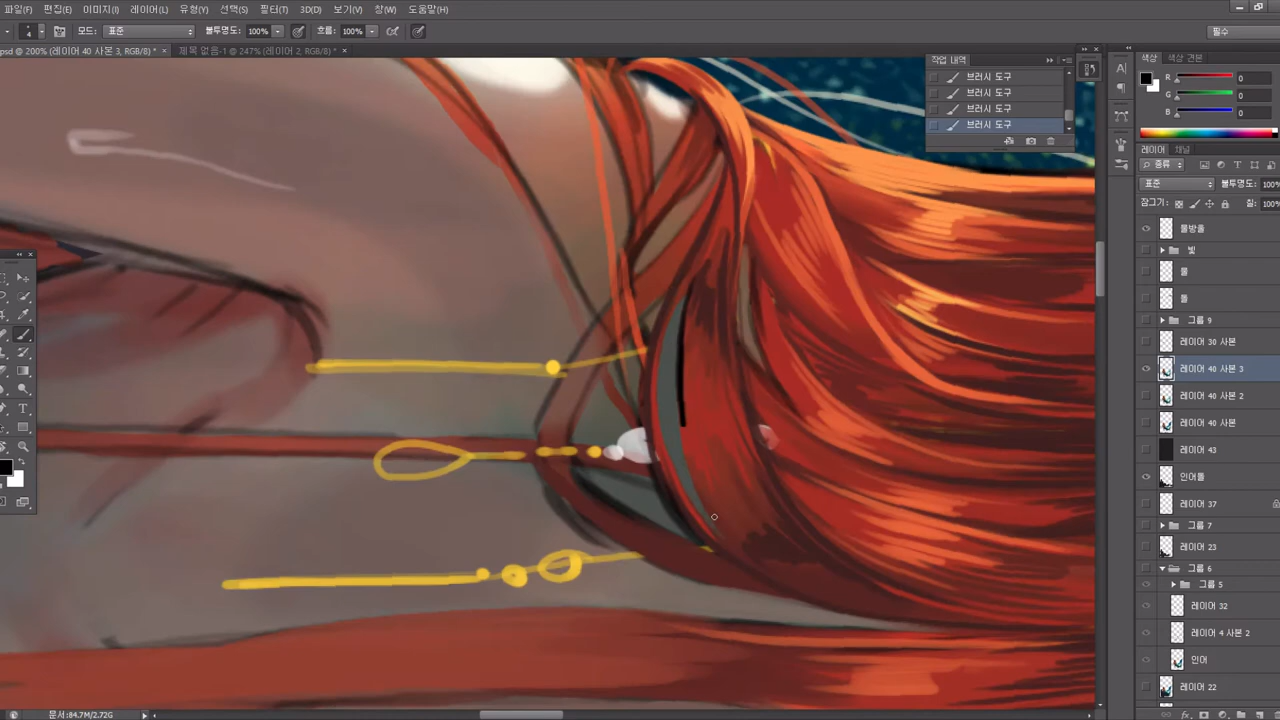 파일(F) 편집(E) 이미지(I) 레이어(L) 유형(Y) 선택(S) 필터(T) 3D(D) 보기(V) 창(W) 도움말(H)
4 모드: 표준 불투명도: 100% 흐름: 100% 필수
psd @ 200% (레이어 40 사본 3, RGB/8) * × 제목 없음-1 @ 247% (레이어 2, RGB/8) * ×
작업 내역
브러시 도구
브러시 도구
브러시 도구
브러시 도구
색상 색상 견본
R 0
G 0
B 0
레이어 채널
종류
표준 불투명도: 100%
잠그기: 칠: 100%
물방울
빛
물
돌
그룹 9
레이어 30 사본
레이어 40 사본 3
레이어 40 사본 2
레이어 40 사본
레이어 43
인어돌
레이어 37
그룹 7
레이어 23
그룹 6
그룹 5
레이어 32
레이어 4 사본 2
인어
레이어 22
문서:84.7M/2.72G